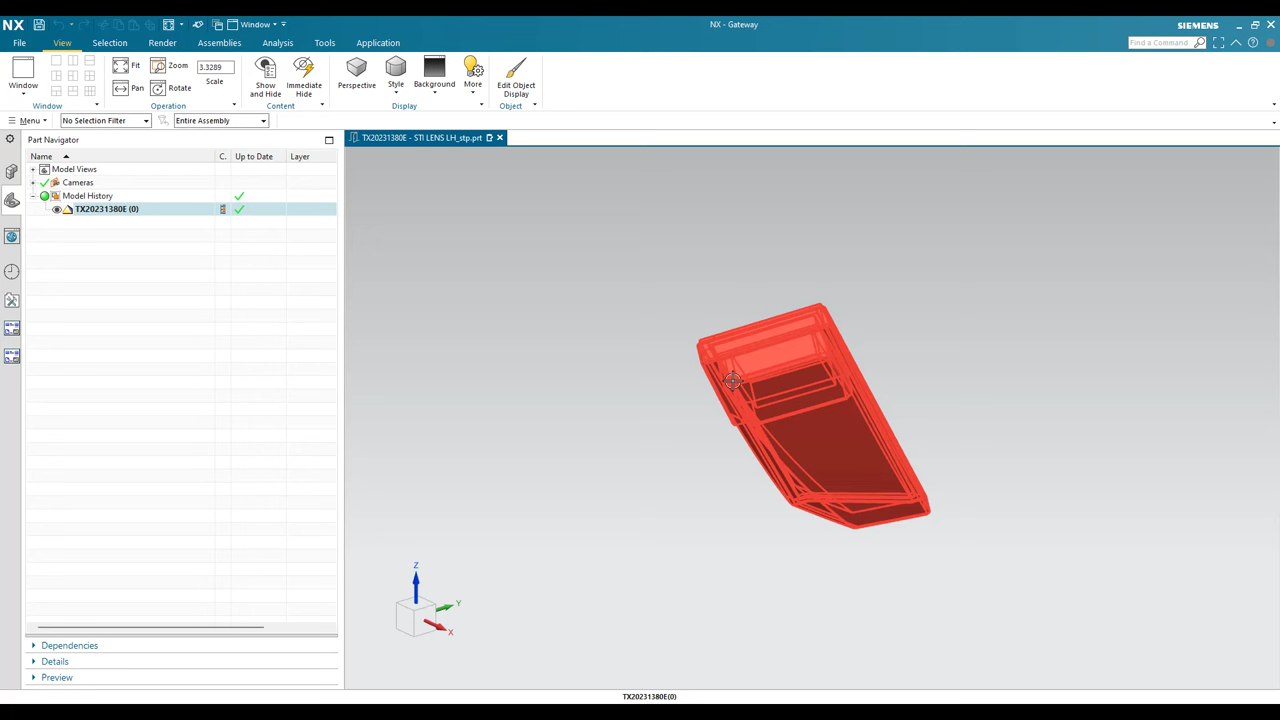 NX
Window
NX - Gateway
SIEMENS
File
View
Selection
Render
Assemblies
Analysis
Tools
Application
Find a Command
Window
Fit
Zoom
3.3289
Pan
Rotate
Scale
Show and Hide
Immediate Hide
Perspective
Style
Background
More
Edit Object Display
Window
Operation
Content
Display
Object
Menu
No Selection Filter
Entire Assembly
Part Navigator
TX20231380E - STI LENS LH_stp.prt
Name
C.
Up to Date
Layer
Model Views
Cameras
Model History
TX20231380E (0)
Z
Y
X
Dependencies
Details
Preview
TX20231380E(0)